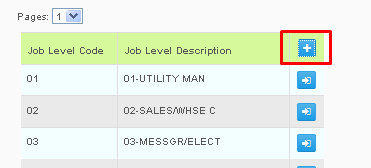 Pages: 1
Job Level Code Job Level Description
01 01-UTILITY MAN
02 02-SALES/WHSE C
03 03-MESSGR/ELECT